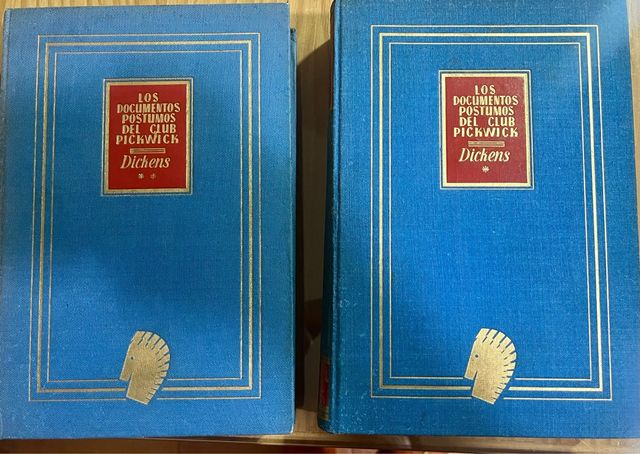 LOS
DOCUMENTOS
POSTUMOS
DEL CLUB
PICKWICK
Dickens
* *
LOS
DOCUMENTOS
POSTUMOS
DEL CLUB
PICKWICK
Dickens
*